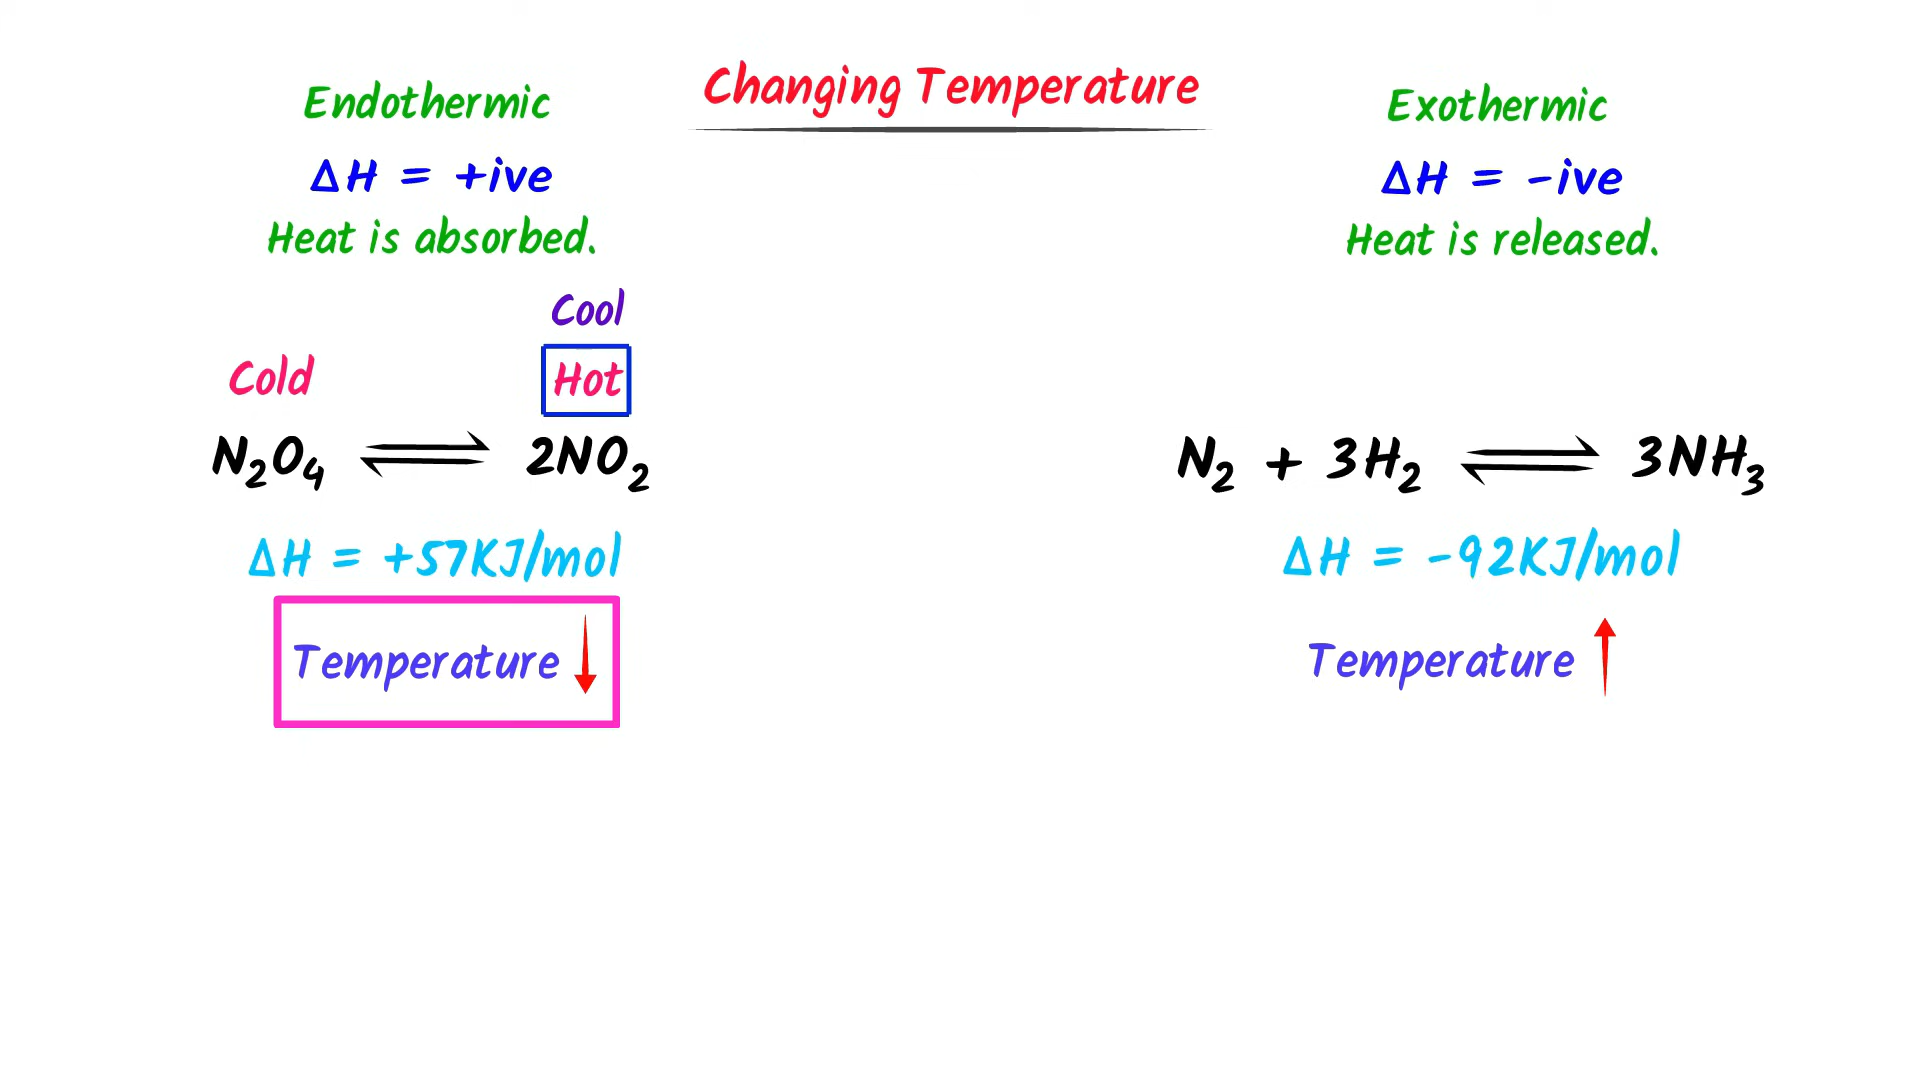 Changing Temperature
Endothermic
ΔH = +ive
Heat is absorbed.
Cool
Cold
Hot
N₂O₄ ⇌ 2NO₂
ΔH = +57KJ/mol
Temperature ↓
Exothermic
ΔH = -ive
Heat is released.
N₂ + 3H₂ ⇌ 3NH₃
ΔH = -92KJ/mol
Temperature ↑